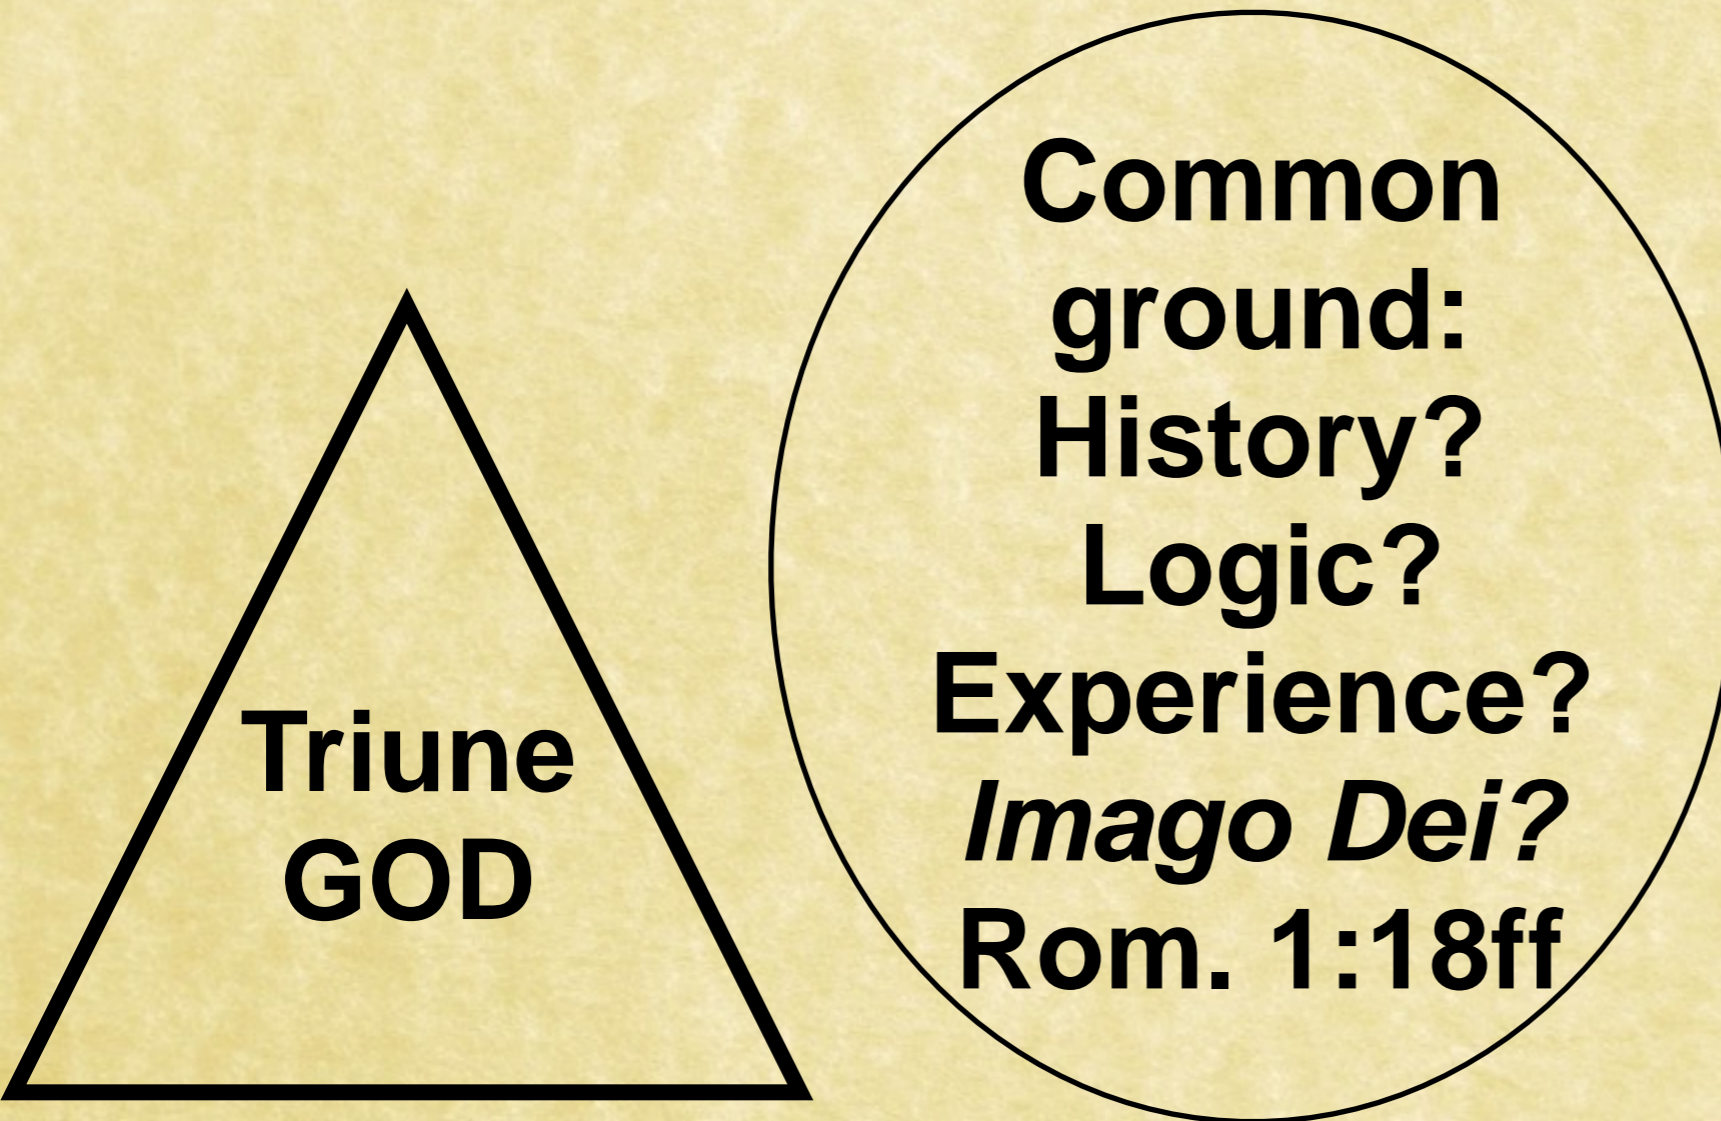 Triune
GOD
Common
ground:
History?
Logic?
Experience?
Imago Dei?
Rom. 1:18ff